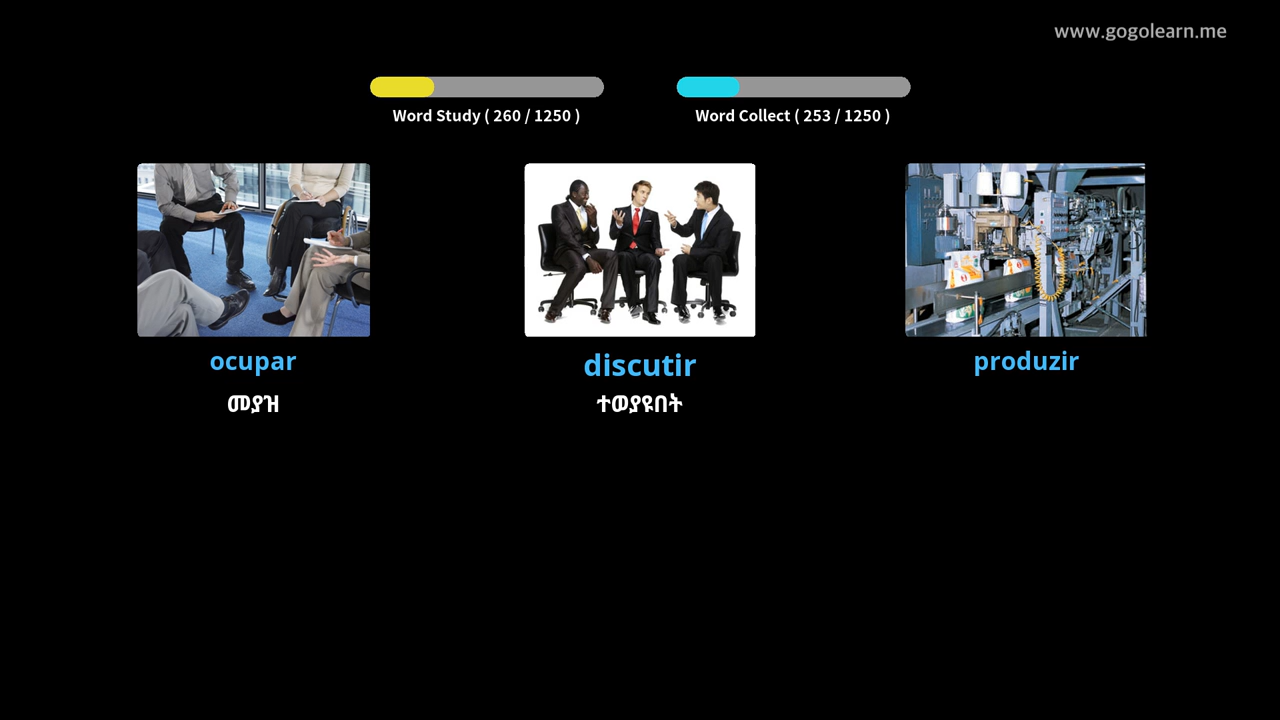 www.gogolearn.me
Word Study ( 260 / 1250 )
Word Collect ( 253 / 1250 )
ocupar
discutir
produzir
መያዝ
ተወያዩበት